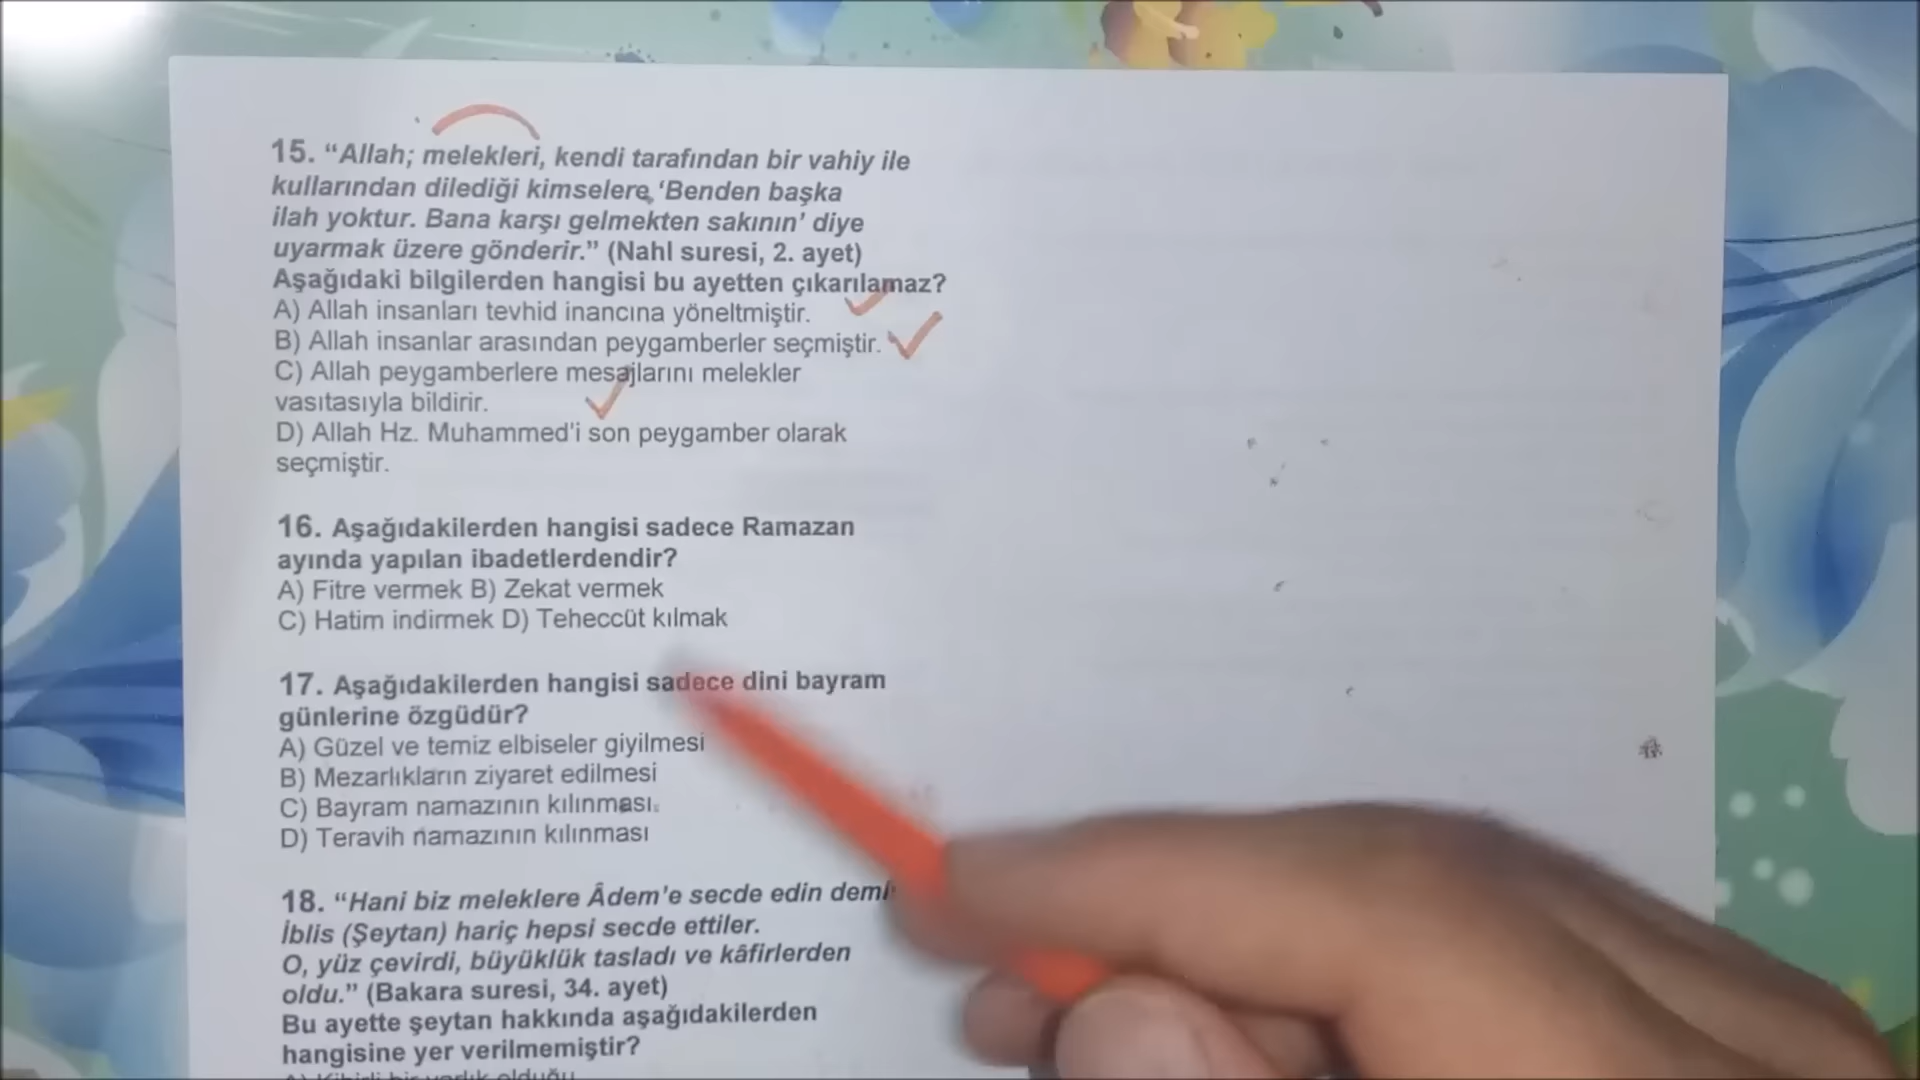 15. “Allah; melekleri, kendi tarafından bir vahiy ile
kullarından dilediği kimselere, ‘Benden başka
ilah yoktur. Bana karşı gelmekten sakının’ diye
uyarmak üzere gönderir.” (Nahl suresi, 2. ayet)
Aşağıdaki bilgilerden hangisi bu ayetten çıkarılamaz?
A) Allah insanları tevhid inancına yöneltmiştir.
B) Allah insanlar arasından peygamberler seçmiştir.
C) Allah peygamberlere mesajlarını melekler
vasıtasıyla bildirir.
D) Allah Hz. Muhammed'i son peygamber olarak
seçmiştir.
16. Aşağıdakilerden hangisi sadece Ramazan
ayında yapılan ibadetlerdendir?
A) Fitre vermek B) Zekat vermek
C) Hatim indirmek D) Teheccüt kılmak
17. Aşağıdakilerden hangisi sadece dini bayram
günlerine özgüdür?
A) Güzel ve temiz elbiseler giyilmesi
B) Mezarlıkların ziyaret edilmesi
C) Bayram namazının kılınması.
D) Teravih namazının kılınması
18. “Hani biz meleklere Âdem'e secde edin
İblis (Şeytan) hariç hepsi secde ettiler.
O, yüz çevirdi, büyüklük tasladı ve kâfirlerden
oldu.” (Bakara suresi, 34. ayet)
Bu ayette şeytan hakkında aşağıdakilerden
hangisine yer verilmemiştir?
A) Kibirli bir varlık olduğu